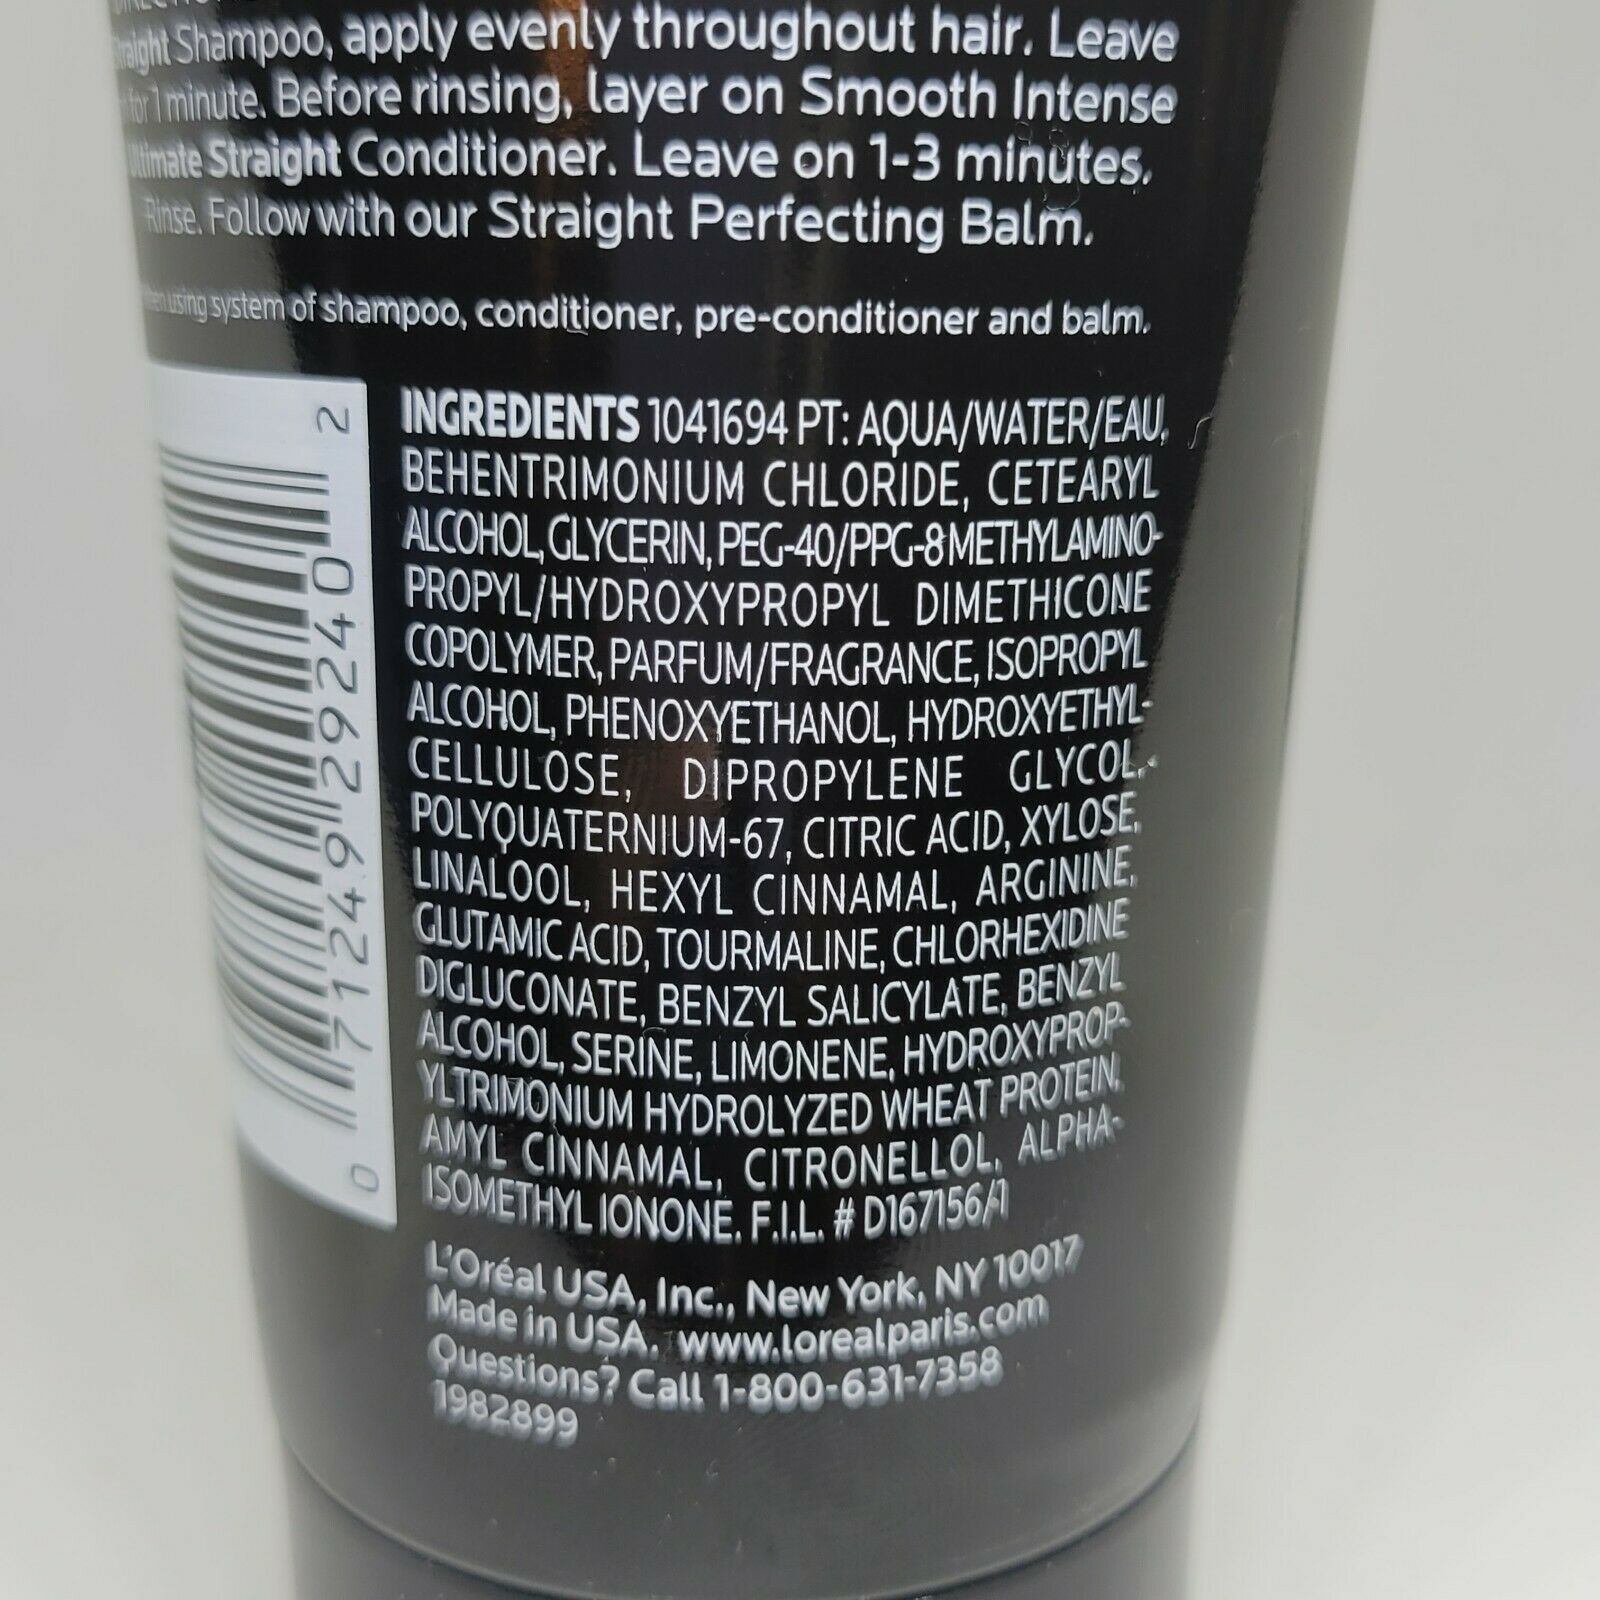 Straight Shampoo, apply evenly throughout hair. Leave
for 1 minute. Before rinsing, layer on Smooth Intense
Ultimate Straight Conditioner. Leave on 1-3 minutes.
Rinse. Follow with our Straight Perfecting Balm.
using system of shampoo, conditioner, pre-conditioner and balm.
INGREDIENTS 1041694 PT: AQUA/WATER/EAU,
BEHENTRIMONIUM CHLORIDE, CETEARYL
ALCOHOL, GLYCERIN, PEG-40/PPG-8 METHYLAMINO-
PROPYL/HYDROXYPROPYL DIMETHICONE
COPOLYMER, PARFUM/FRAGRANCE, ISOPROPYL
ALCOHOL, PHENOXYETHANOL, HYDROXYETHYL-
CELLULOSE, DIPROPYLENE GLYCOL,
POLYQUATERNIUM-67, CITRIC ACID, XYLOSE,
LINALOOL, HEXYL CINNAMAL, ARGININE,
GLUTAMIC ACID, TOURMALINE, CHLORHEXIDINE
DIGLUCONATE, BENZYL SALICYLATE, BENZYL
ALCOHOL, SERINE, LIMONENE, HYDROXYPROP-
YLTRIMONIUM HYDROLYZED WHEAT PROTEIN,
AMYL CINNAMAL, CITRONELLOL, ALPHA-
ISOMETHYL IONONE. F.I.L. # D167156/1
L'Oréal USA, Inc., New York, NY 10017
Made in USA. www.lorealparis.com
Questions? Call 1-800-631-7358
1982899
0 71249 29240 2